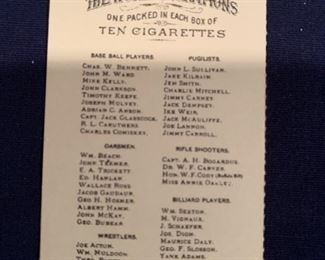 ONE PACKED IN EACH BOX OF
TEN CIGARETTES
BASE BALL PLAYERS.
CHAS. W. BENNETT.
JOHN M. WARD.
MIKE KELLY.
JOHN CLARKSON.
TIMOTHY KEEFE.
JOSEPH MULVEY.
ADRIAN C. ANSON.
CAPT. JACK GLASSCOCK.
R. L. CARUTHERS.
CHARLES COMISKEY.
OARSMEN.
WM. BEACH.
JOHN TEEMER.
E. A. TRICKETT.
ED. HANLAN
WALLACE ROSS
JACOB GAUDAUR.
GEO. H. HOSMER.
ALBERT HAMM.
JOHN MCKAY.
GEO. BUBEAR
WRESTLERS.
JOE ACTON.
WM. MULDOON
PUGILISTS.
JOHN L. SULLIVAN.
JAKE KILRAIN.
JEM SMITH.
CHARLIE MITCHELL.
JIMMY CARNEY.
JACK DEMPSEY.
IKE WEIR.
JACK MCAULIFFE.
JOE LANNON.
JIMMY CARROLL.
RIFLE SHOOTERS.
CAPT. A. H. BOGARDUS.
DR. W. F. CARVER.
HON. W. F. CODY (BUFFALO BILL)
MISS ANNIE OAKLEY.
BILLIARD PLAYERS.
WM. SEXTON.
M. VIGNAUX.
J. SCHAEFER.
JOS. DION.
MAURICE DALY.
GEO. F. SLOSSON.
YANK ADAMS.